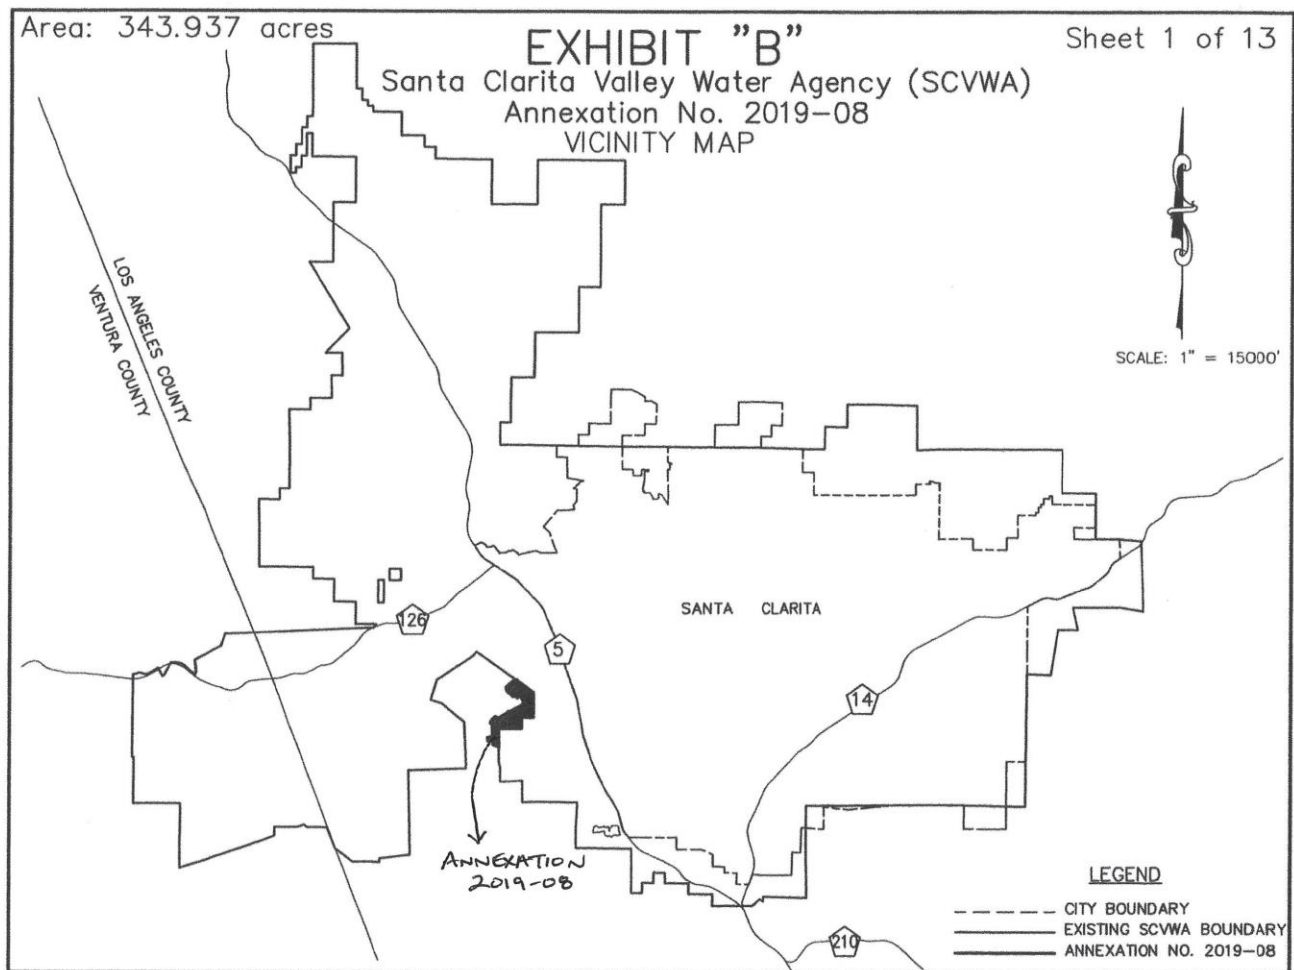 Area: 343.937 acres
EXHIBIT "B"
Sheet 1 of 13
Santa Clarita Valley Water Agency (SCVWA)
Annexation No. 2019-08
VICINITY MAP
SCALE: 1" = 15000'
LOS ANGELES COUNTY
VENTURA COUNTY
SANTA CLARITA
126
5
14
ANNEXATION
2019-08
210
LEGEND
CITY BOUNDARY
EXISTING SCVWA BOUNDARY
ANNEXATION NO. 2019-08